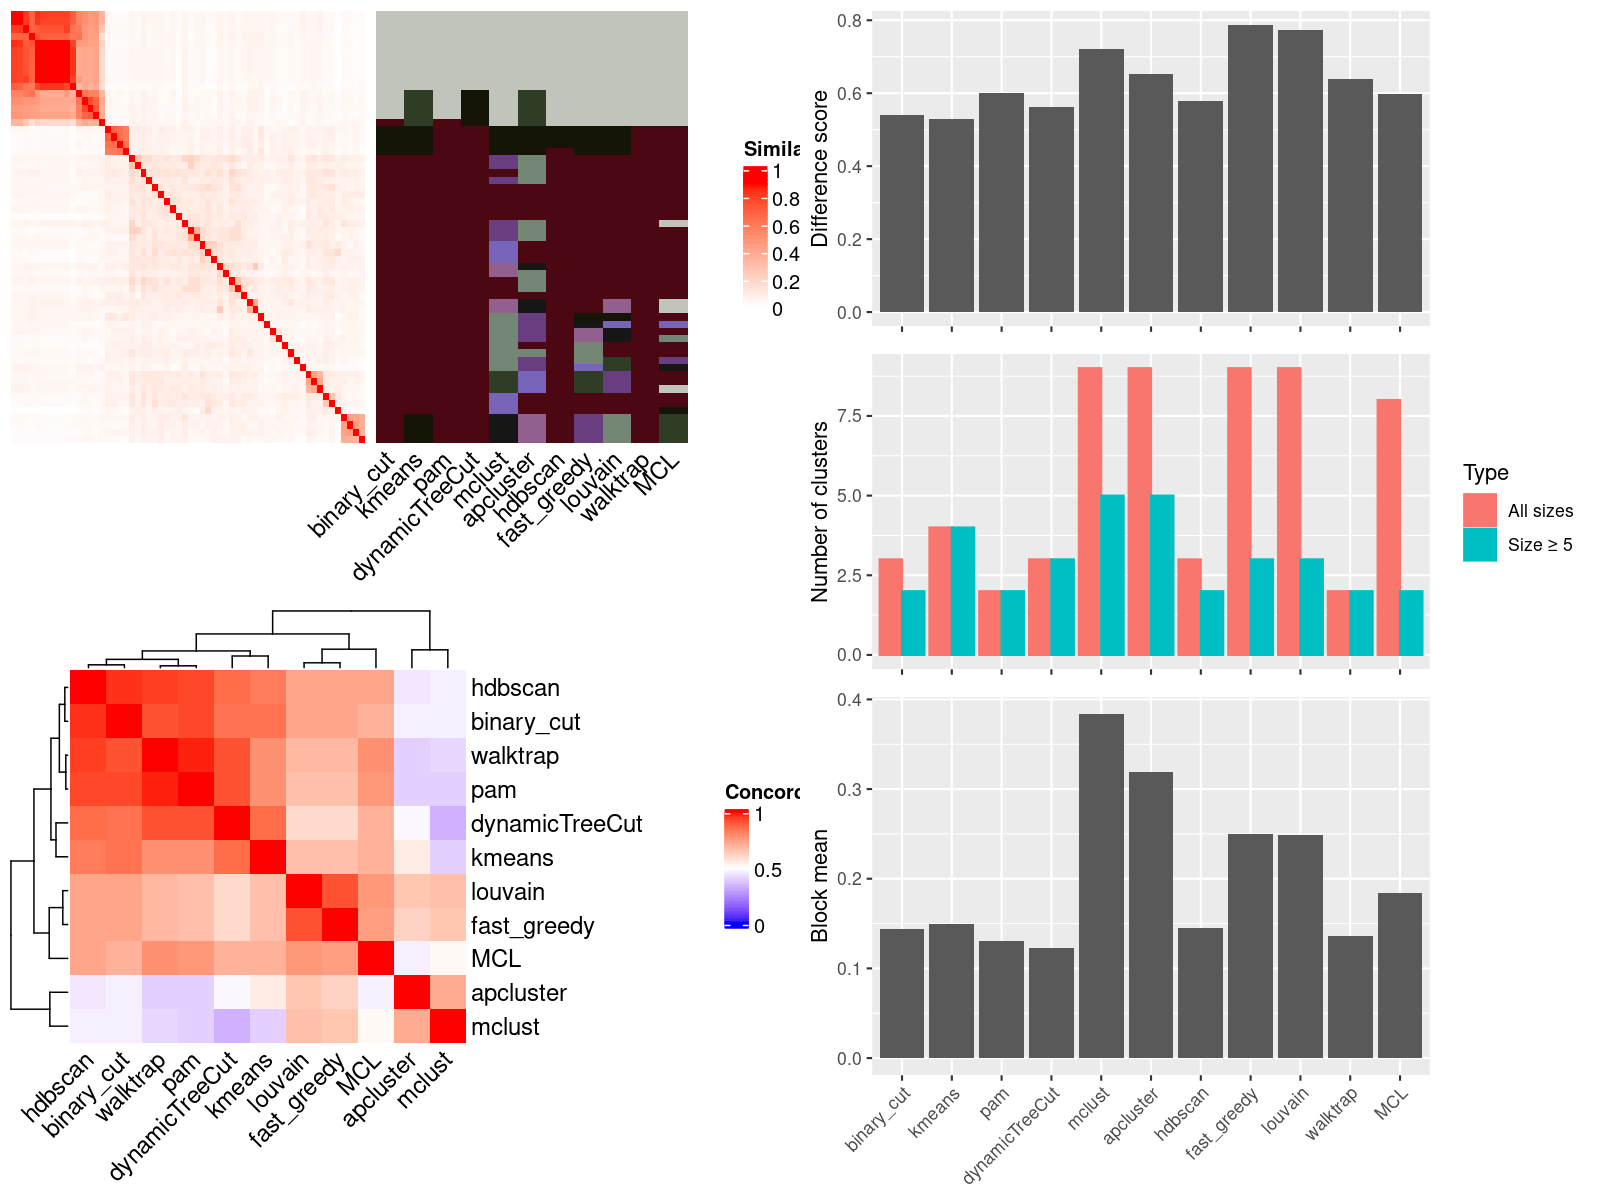 Simila
1
0.8
0.6
0.4
0.2
0
binary_cut
kmeans
pam
dynamicTreeCut
mclust
apcluster
hdbscan
fast_greedy
louvain
walktrap
MCL
hdbscan
binary_cut
walktrap
pam
dynamicTreeCut
kmeans
louvain
fast_greedy
MCL
apcluster
mclust
hdbscan
binary_cut
walktrap
pam
dynamicTreeCut
kmeans
louvain
fast_greedy
MCL
apcluster
mclust
Concord
1
0.5
0
Difference score
0.8
0.6
0.4
0.2
0.0
Number of clusters
7.5
5.0
2.5
0.0
Type
All sizes
Size ≥ 5
Block mean
0.4
0.3
0.2
0.1
0.0
binary_cut
kmeans
pam
dynamicTreeCut
mclust
apcluster
hdbscan
fast_greedy
louvain
walktrap
MCL